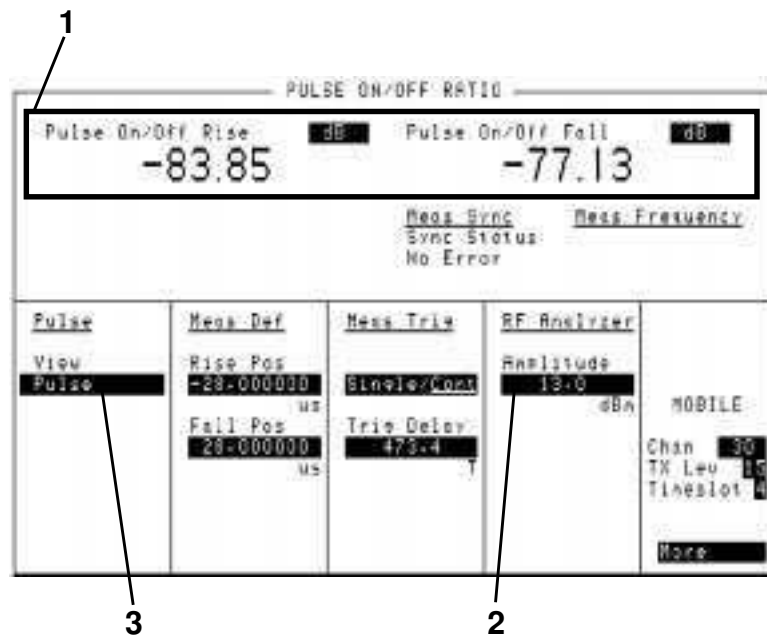 1
PULSE ON/OFF RATIO
Pulse On/Off Rise dB Pulse On/Off Fall dB
-83.85 -77.13
Meas Sync Meas Frequency
Sync Status
No Error
Pulse Meas Def Meas Trig RF Analyzer
View Rise Pos Amplitude
Pulse -28.000000 Single/Cont 13.0
us dBm MOBILE
Fall Pos Trig Delay
28.000000 473.4 Chan 30
us T TX Lev
Timeslot 4
More
3 2